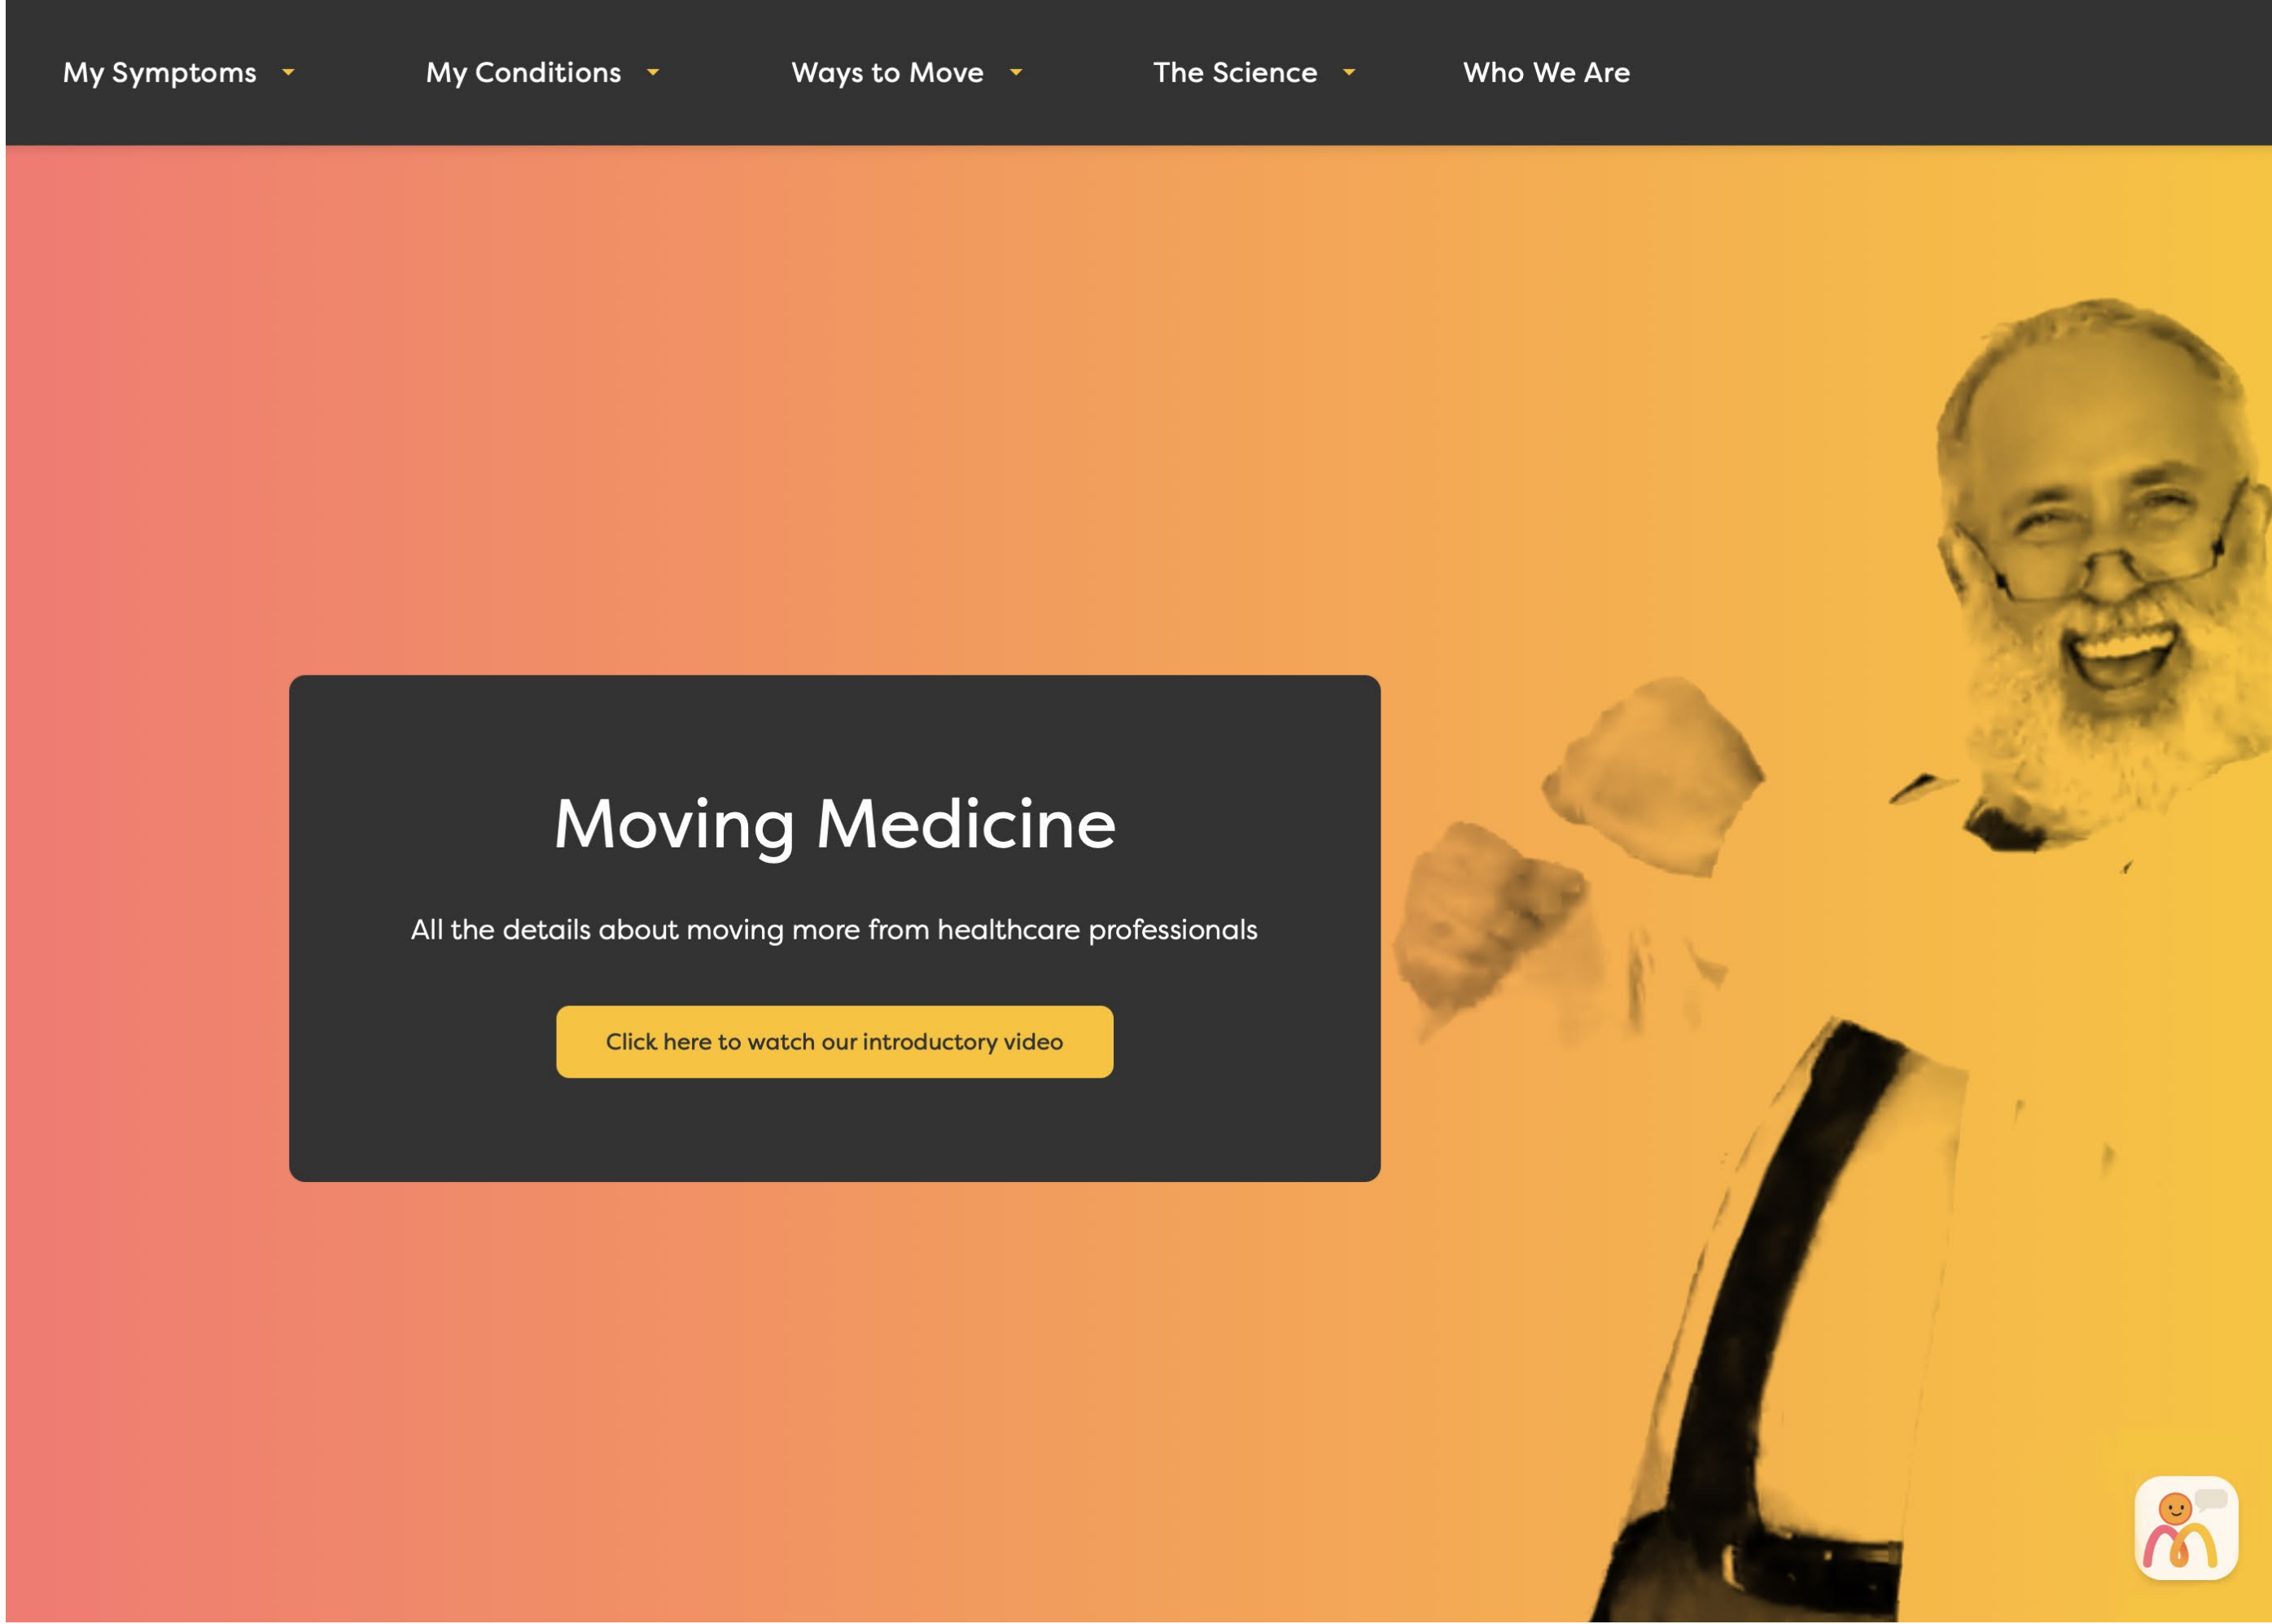 My Symptoms
My Conditions
Ways to Move
The Science
Who We Are
Moving Medicine
All the details about moving more from healthcare professionals
Click here to watch our introductory video